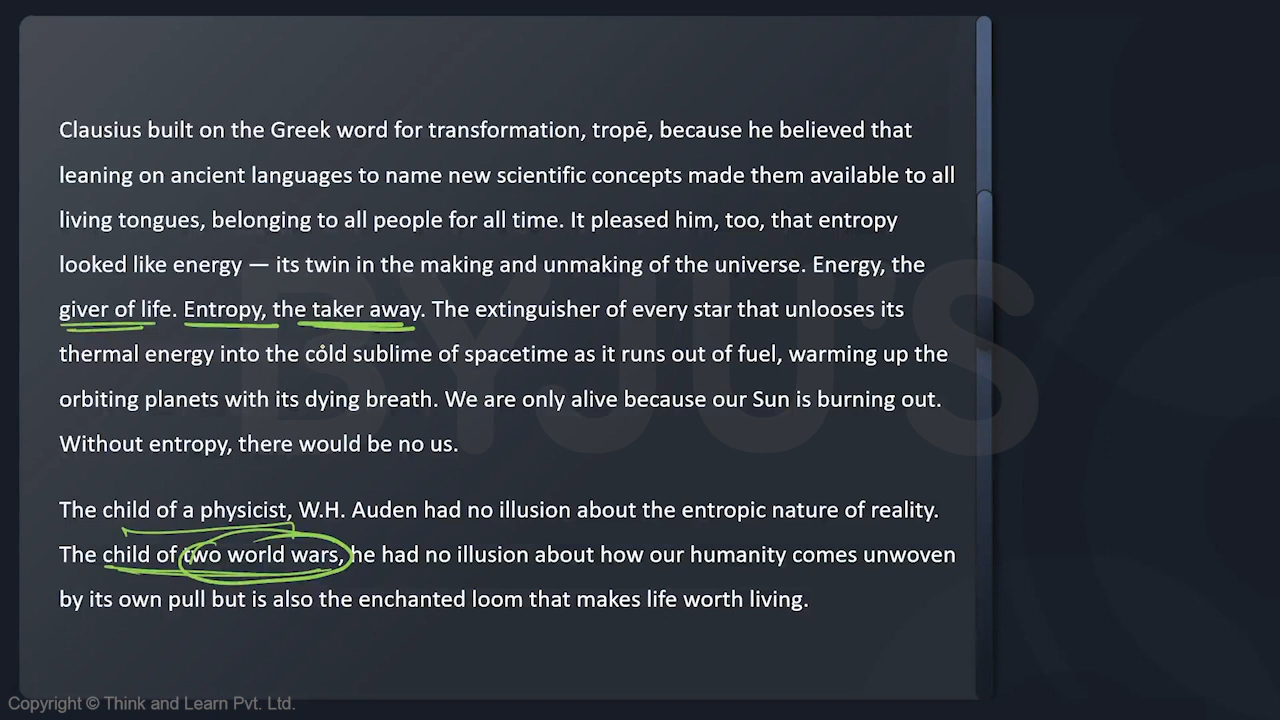 Clausius built on the Greek word for transformation, tropē, because he believed that
leaning on ancient languages to name new scientific concepts made them available to all
living tongues, belonging to all people for all time. It pleased him, too, that entropy
looked like energy — its twin in the making and unmaking of the universe. Energy, the
giver of life. Entropy, the taker away. The extinguisher of every star that unlooses its
thermal energy into the cold sublime of spacetime as it runs out of fuel, warming up the
orbiting planets with its dying breath. We are only alive because our Sun is burning out.
Without entropy, there would be no us.
The child of a physicist, W.H. Auden had no illusion about the entropic nature of reality.
The child of two world wars, he had no illusion about how our humanity comes unwoven
by its own pull but is also the enchanted loom that makes life worth living.
BYJU'S
Copyright © Think and Learn Pvt. Ltd.